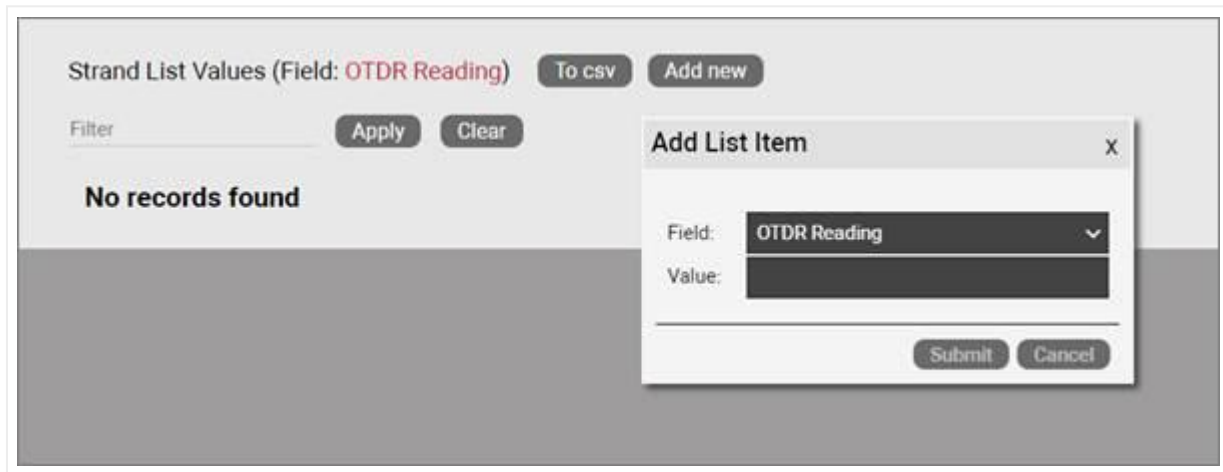 Strand List Values (Field: OTDR Reading) To csv Add new
Filter Apply Clear
No records found
Add List Item x
Field: OTDR Reading
Value:
Submit Cancel